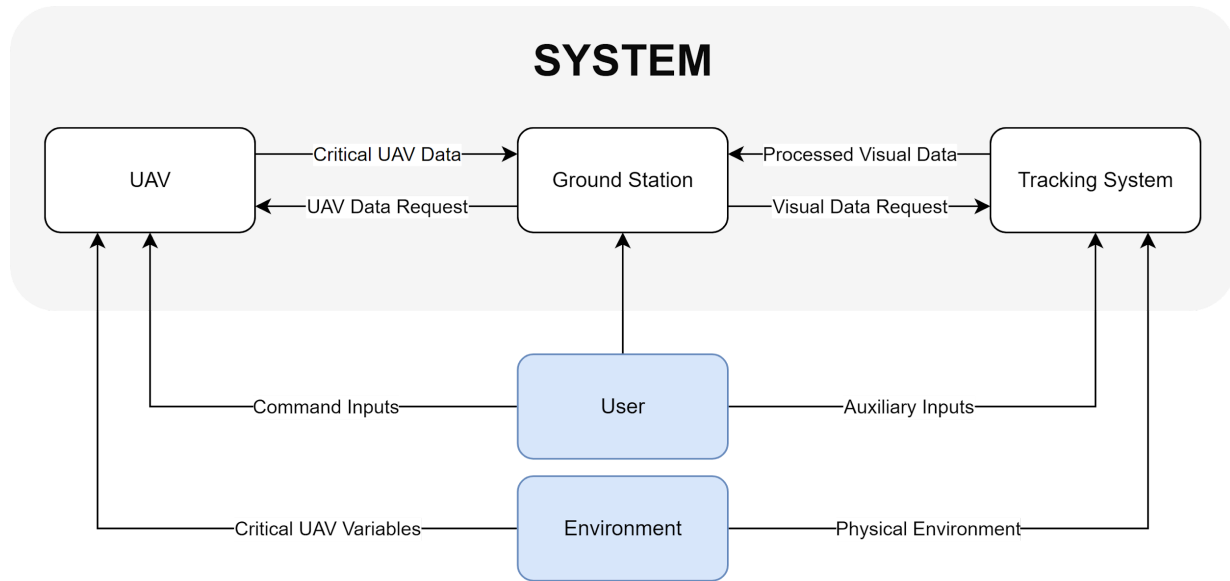 SYSTEM
UAV
Critical UAV Data
UAV Data Request
Ground Station
Processed Visual Data
Visual Data Request
Tracking System
Command Inputs
User
Auxiliary Inputs
Critical UAV Variables
Environment
Physical Environment